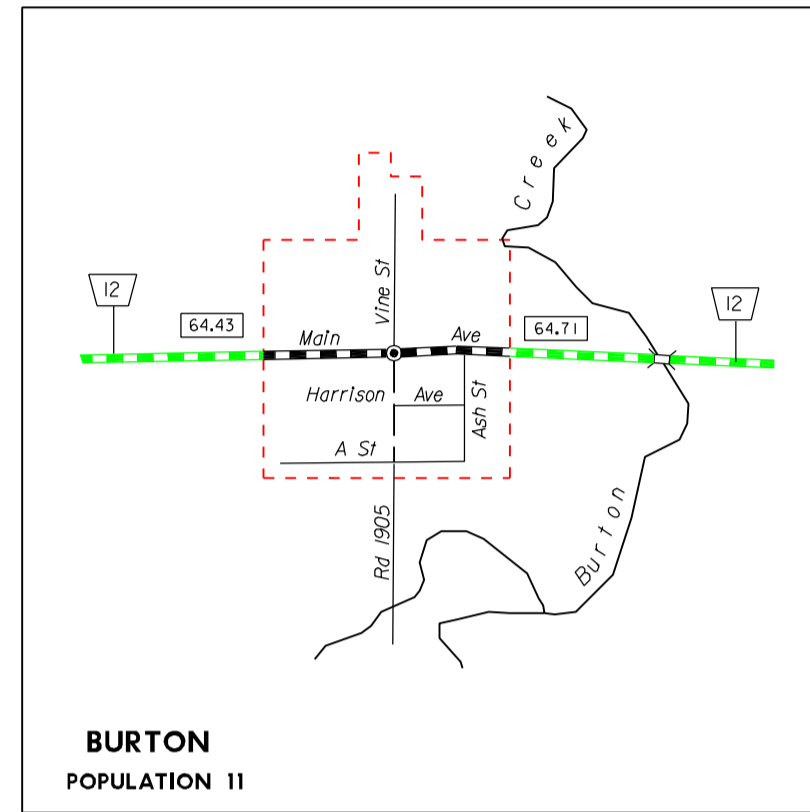 Creek
Vine St
12
12
64.43
64.71
Main Ave
Harrison Ave
Ash St
A St
Rd 1905
Burton
BURTON
POPULATION 11